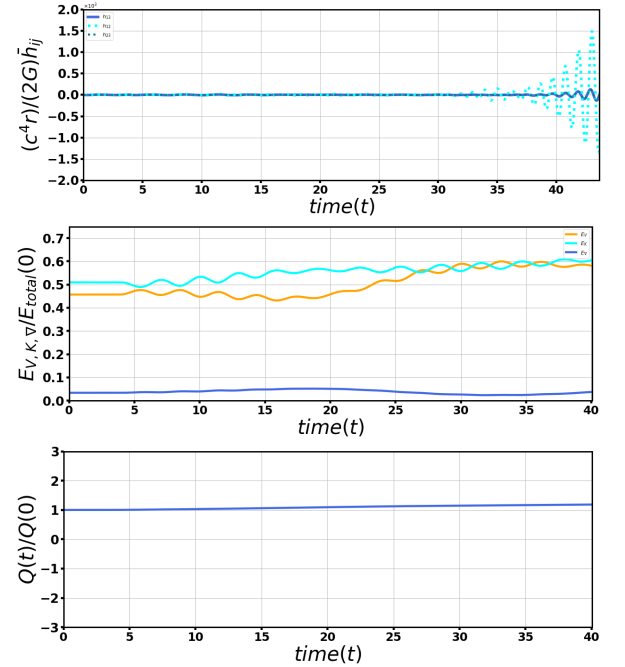 ×10²
2.0
1.5
1.0
0.5
0.0
−0.5
−1.0
−1.5
−2.0
(c⁴r)/(2G)h̄ᵢⱼ
0 5 10 15 20 25 30 35 40
time(t)
E_V
E_K
E_∇
0.7
0.6
0.5
0.4
0.3
0.2
0.1
0.0
E_{V,K,∇}/E_{total}(0)
0 5 10 15 20 25 30 35 40
time(t)
3
2
1
0
−1
−2
−3
Q(t)/Q(0)
0 5 10 15 20 25 30 35 40
time(t)